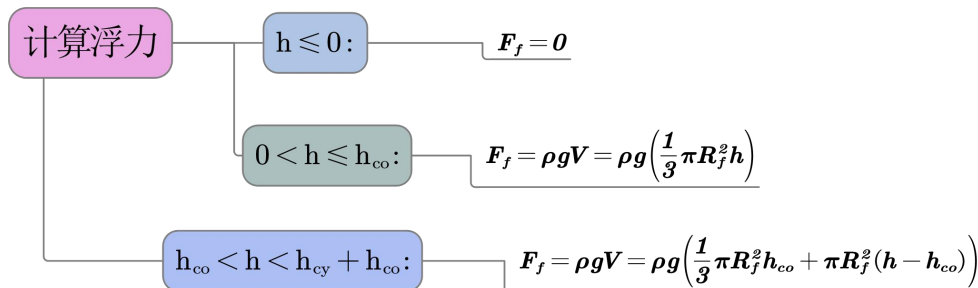 计算浮力
h ≤ 0:
F_f = 0
0 < h ≤ h_co:
F_f = ρgV = ρg(1/3 πR_f^2 h)
h_co < h < h_cy + h_co:
F_f = ρgV = ρg(1/3 πR_f^2 h_co + πR_f^2 (h − h_co))